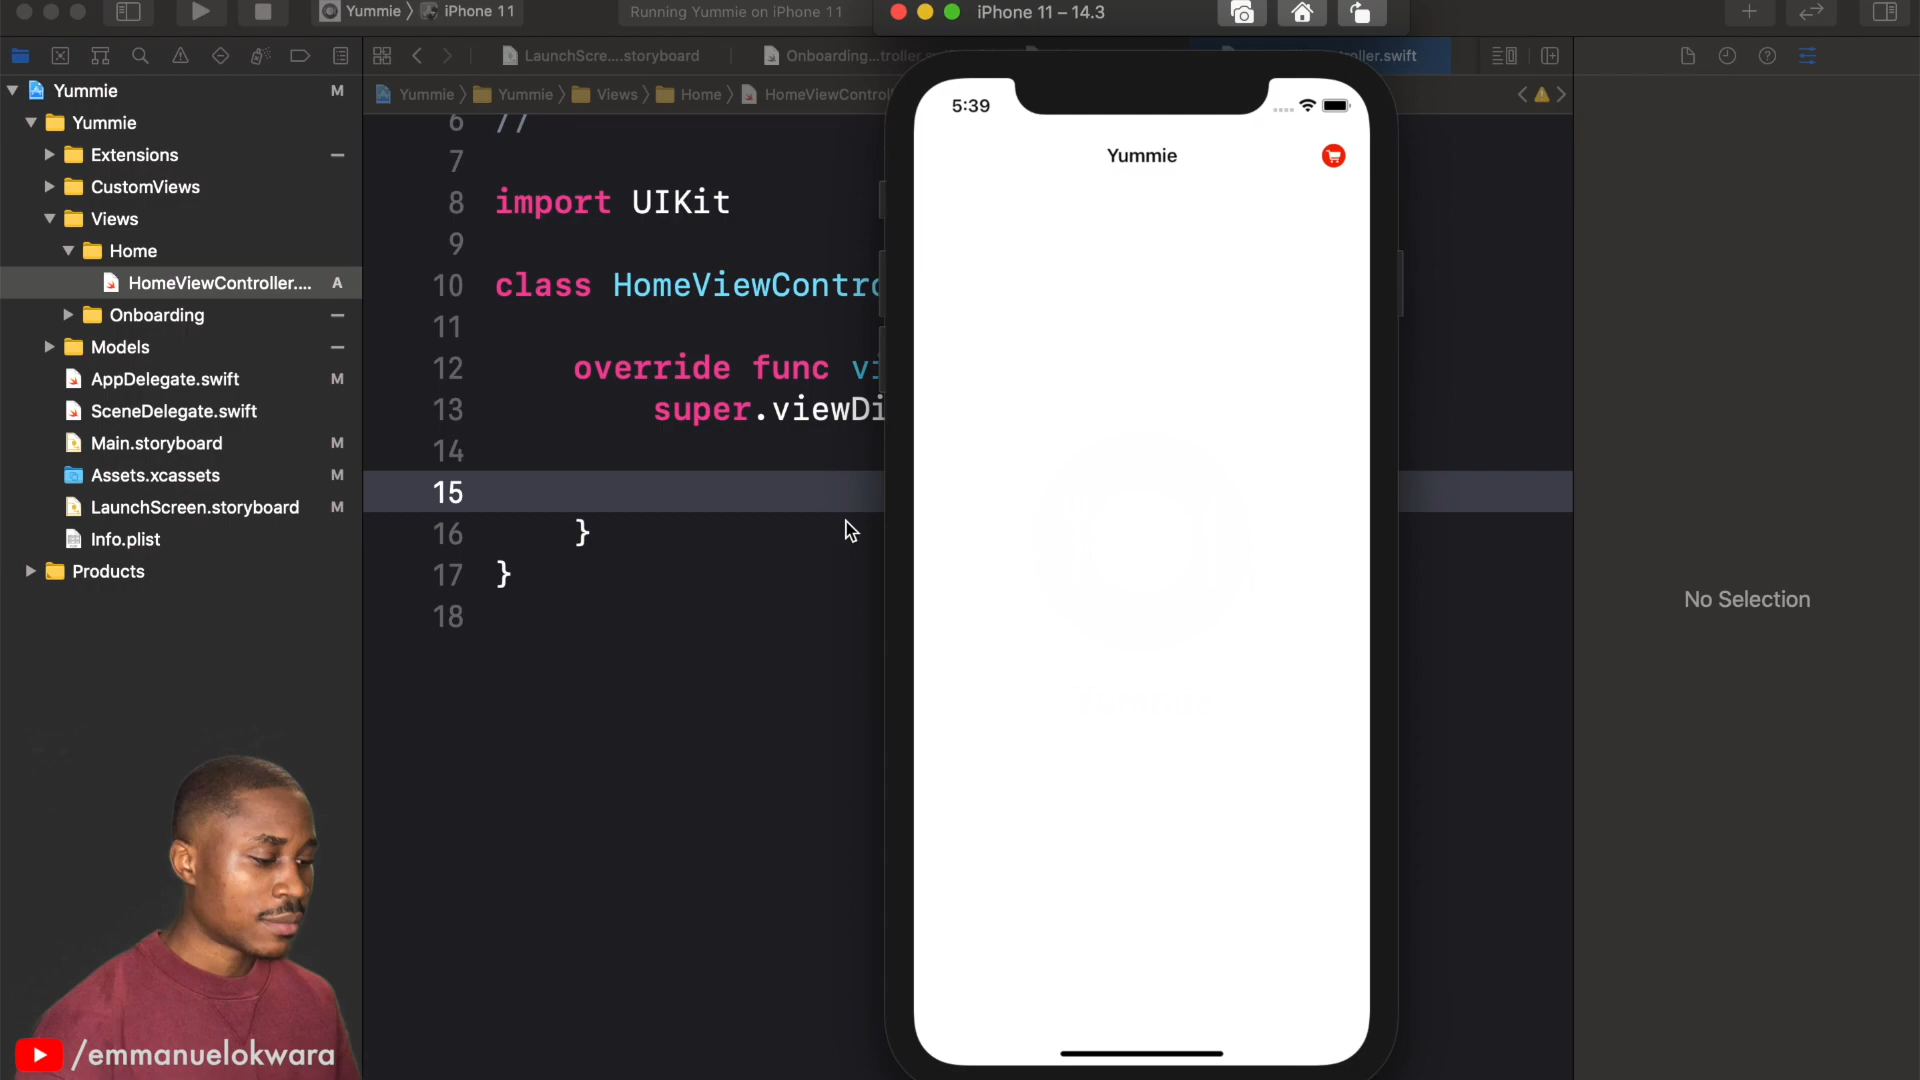 Yummie
iPhone 11
Running Yummie on iPhone 11
iPhone 11 – 14.3
LaunchScre....storyboard
Onboarding...troller.s
ller.swift
Yummie
M
Yummie
Extensions
CustomViews
Views
Home
HomeViewController....
A
Onboarding
Models
AppDelegate.swift
M
SceneDelegate.swift
Main.storyboard
M
Assets.xcassets
M
LaunchScreen.storyboard
M
Info.plist
Products
Yummie
Yummie
Views
Home
HomeViewControl
6 //
7
8 import UIKit
9
10 class HomeViewContro
11
12 override func vi
13 super.viewDi
14
15
16 }
17 }
18
5:39
Yummie
No Selection
/emmanuelokwara